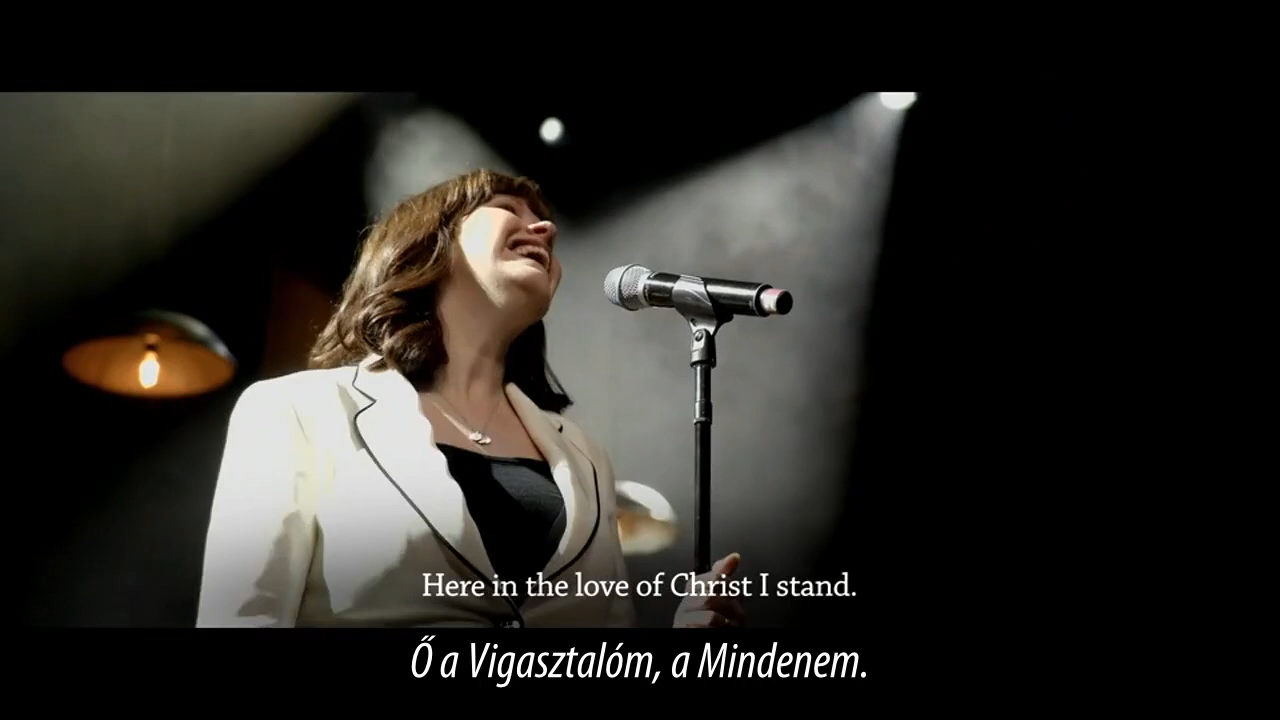 Here in the love of Christ I stand.
Ő a Vigasztalóm, a Mindenem.